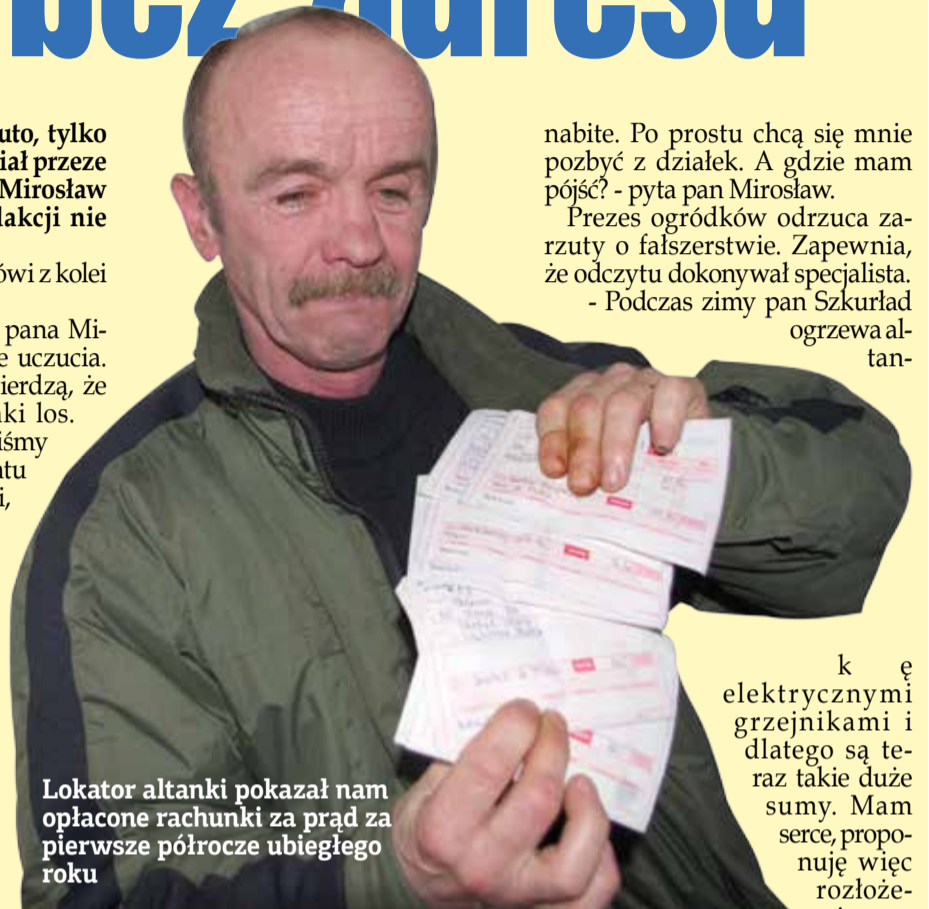 bez adresu
uto, tylko
iał przeze
Mirosław
lakcji nie
ówi z kolei
pana Mi-
e uczucia.
ierdzą, że
ki los.
iśmy
ntu
i,
nabite. Po prostu chcą się mnie
pozbyć z działek. A gdzie mam
pójść? - pyta pan Mirosław.
Prezes ogródków odrzuca za-
rzuty o fałszerstwie. Zapewnia,
że odczytu dokonywał specjalista.
- Podczas zimy pan Szkurład
ogrzewa al-
tan-
k ę
elektrycznymi
grzejnikami i
dlatego są te-
raz takie duże
sumy. Mam
serce, propo-
nuję więc
rozłoże-
Lokator altanki pokazał nam
opłacone rachunki za prąd za
pierwsze półrocze ubiegłego
roku